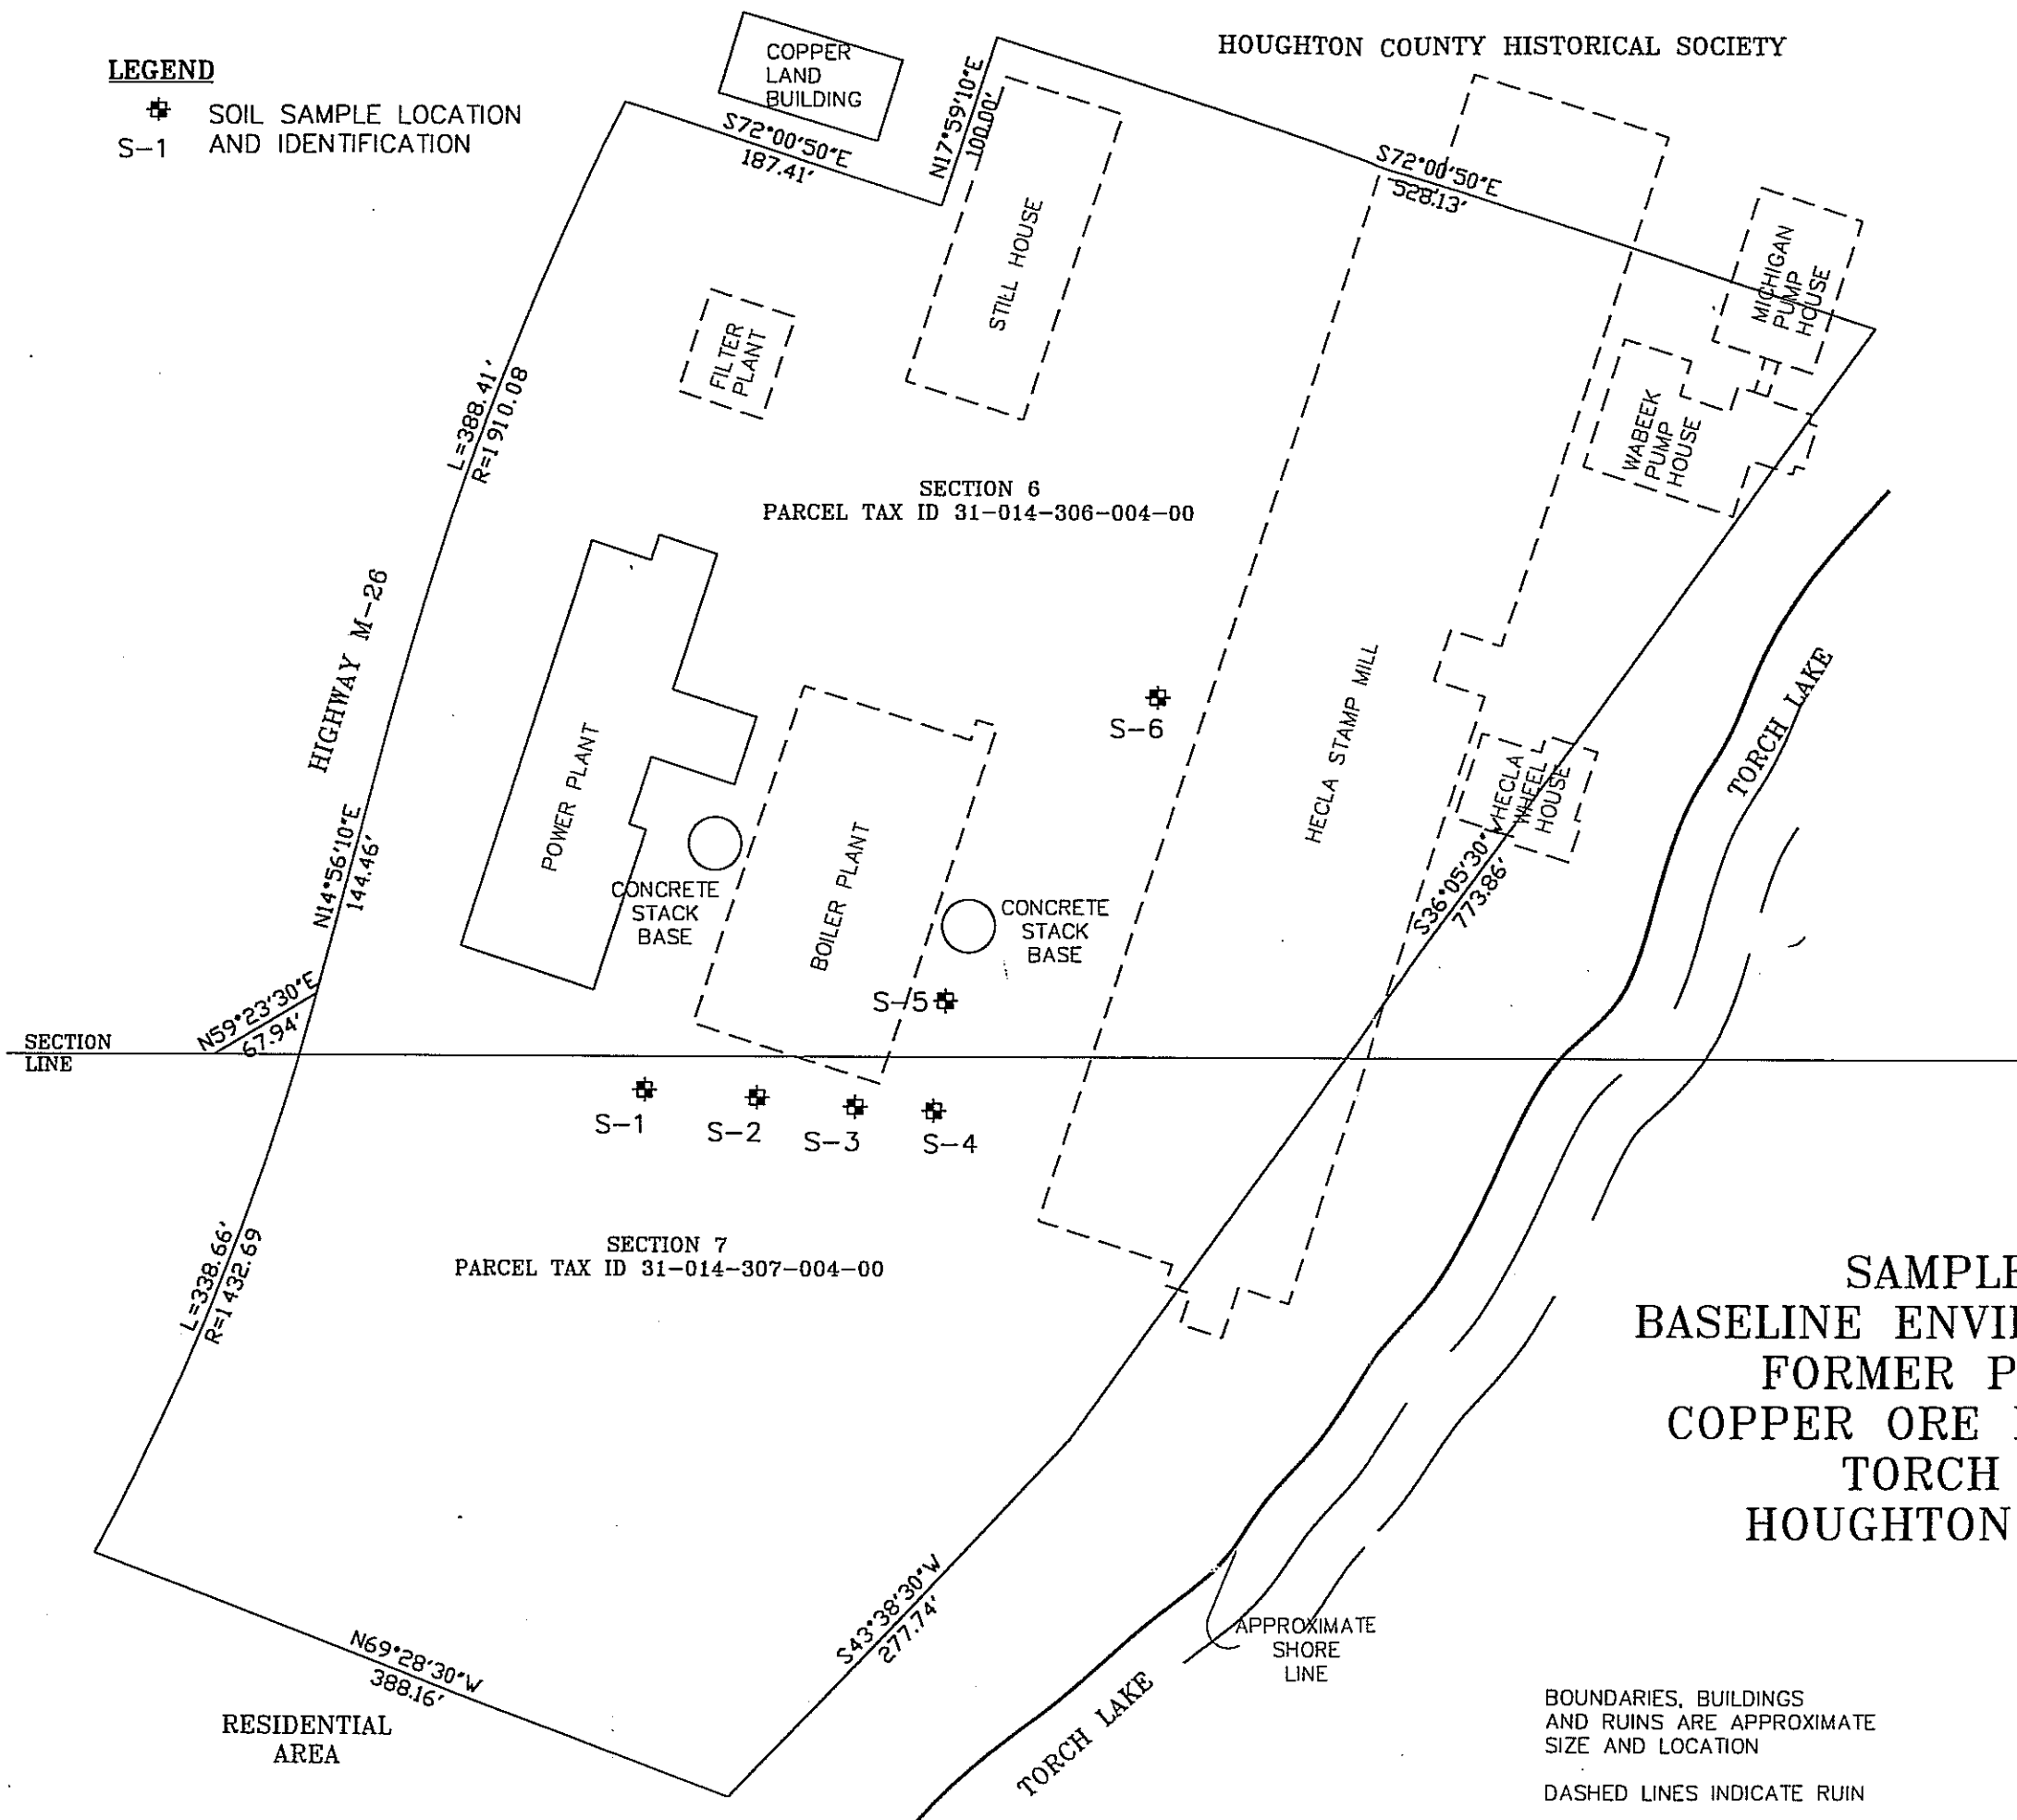 LEGEND
SOIL SAMPLE LOCATION
S-1 AND IDENTIFICATION
COPPER
LAND
BUILDING
HOUGHTON COUNTY HISTORICAL SOCIETY
S72°00'50"E
187.41'
N17°59'10"E
100.00'
S72°00'50"E
528.13'
STILL HOUSE
FILTER
PLANT
MICHIGAN
PUMP
HOUSE
WABEEK
PUMP
HOUSE
L=388.41'
R=1910.08
SECTION 6
PARCEL TAX ID 31-014-306-004-00
HIGHWAY M-26
POWER PLANT
BOILER PLANT
S-6
HECLA STAMP MILL
HECLA
WHEEL
HOUSE
TORCH LAKE
N14°56'10"E
144.46'
CONCRETE
STACK
BASE
CONCRETE
STACK
BASE
S36°05'30"W
773.86'
S-5
N59°23'30"E
67.94'
SECTION
LINE
S-1
S-2
S-3
S-4
L=338.66'
R=1432.69
SECTION 7
PARCEL TAX ID 31-014-307-004-00
SAMPLE
BASELINE ENVI
FORMER P
COPPER ORE
TORCH
HOUGHTON
S43°38'30"W
277.74'
N69°28'30"W
388.16'
RESIDENTIAL
AREA
APPROXIMATE
SHORE
LINE
TORCH LAKE
BOUNDARIES, BUILDINGS
AND RUINS ARE APPROXIMATE
SIZE AND LOCATION
DASHED LINES INDICATE RUIN